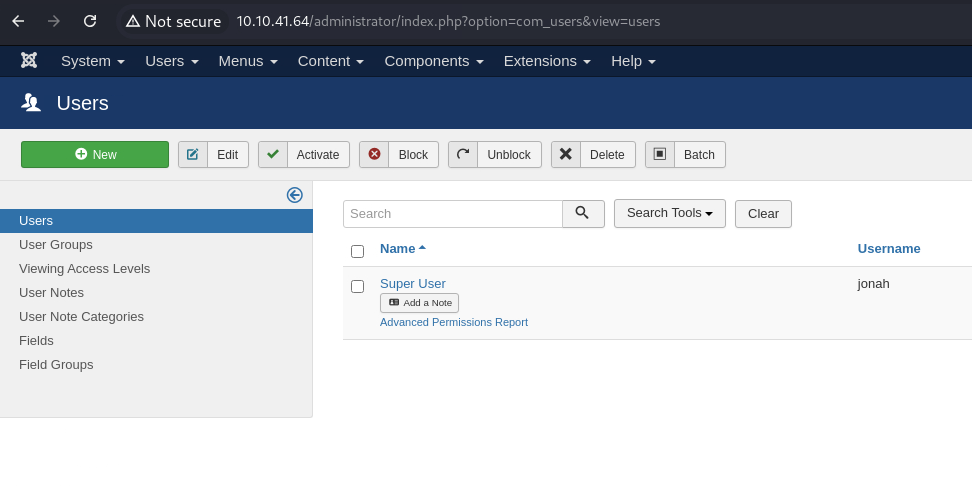 Not secure 10.10.41.64/administrator/index.php?option=com_users&view=users
System Users Menus Content Components Extensions Help
Users
New Edit Activate Block Unblock Delete Batch
Users
User Groups
Viewing Access Levels
User Notes
User Note Categories
Fields
Field Groups
Search Search Tools Clear
Name Username
Super User jonah
Add a Note
Advanced Permissions Report